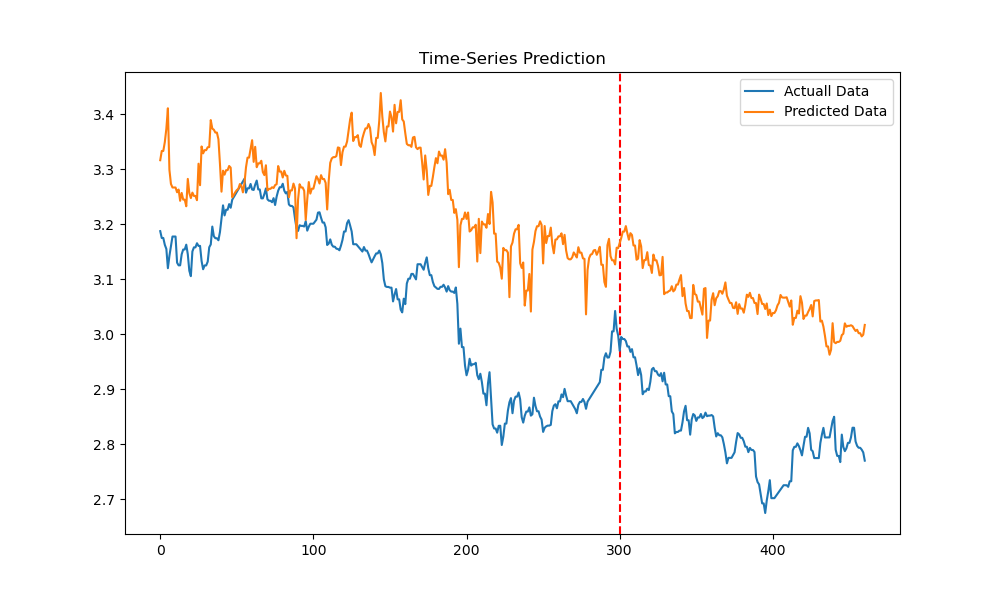 Time-Series Prediction
Actuall Data
Predicted Data
3.4
3.3
3.2
3.1
3.0
2.9
2.8
2.7
0 100 200 300 400